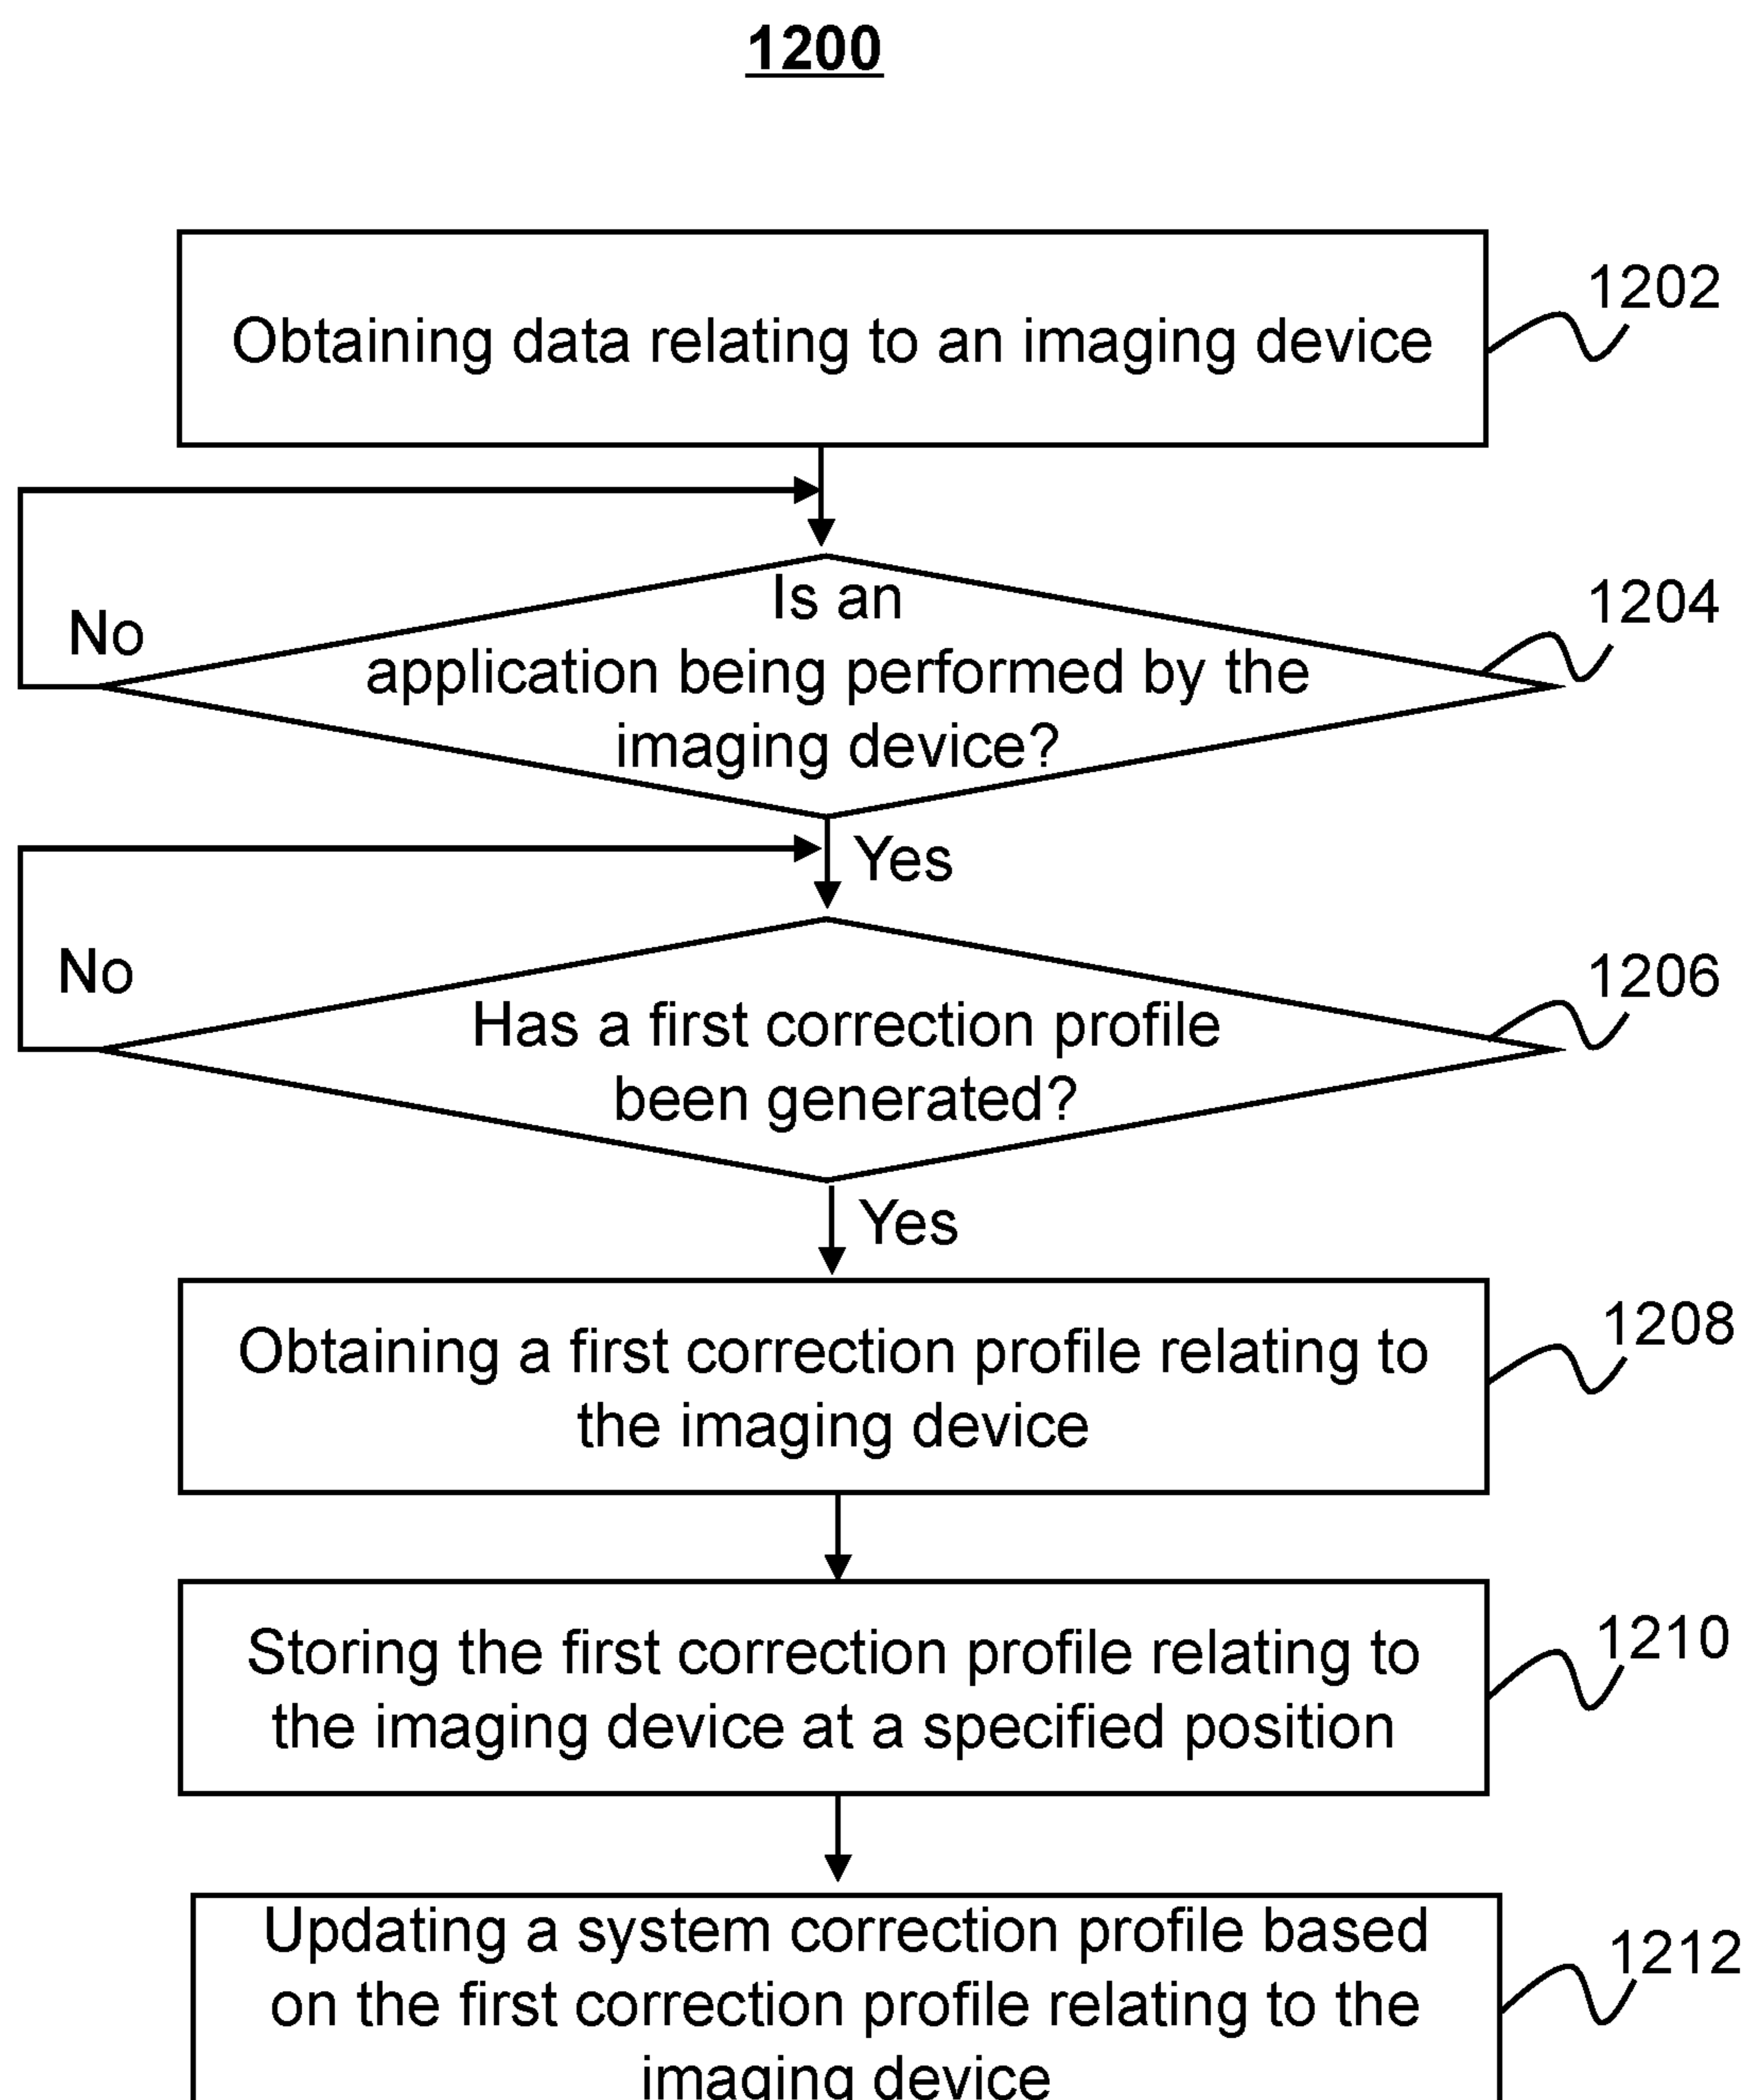 1200
Obtaining data relating to an imaging device
1202
Is an
application being performed by the
imaging device?
1204
No
Yes
Has a first correction profile
been generated?
1206
No
Yes
Obtaining a first correction profile relating to
the imaging device
1208
Storing the first correction profile relating to
the imaging device at a specified position
1210
Updating a system correction profile based
on the first correction profile relating to the
imaging device
1212